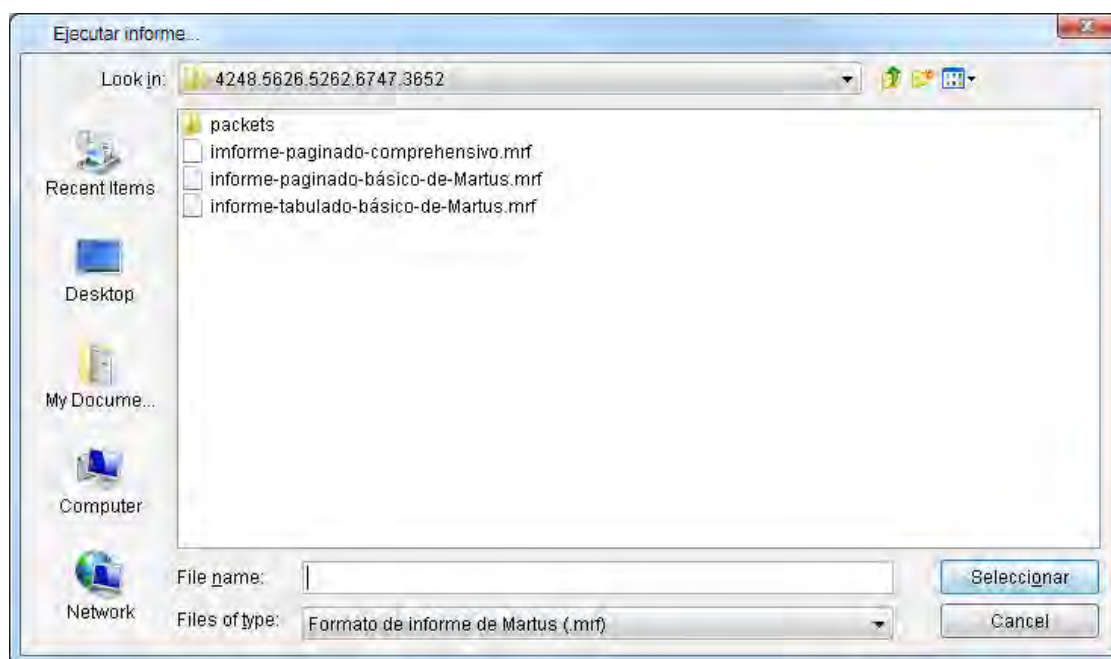 Ejecutar informe...
Look in:
4248.5626.5262.6747.3652
packets
imforme-paginado-comprehensivo.mrf
informe-paginado-básico-de-Martus.mrf
informe-tabulado-básico-de-Martus.mrf
Recent Items
Desktop
My Docume...
Computer
Network
File name:
Seleccionar
Files of type:
Formato de informe de Martus (.mrf)
Cancel